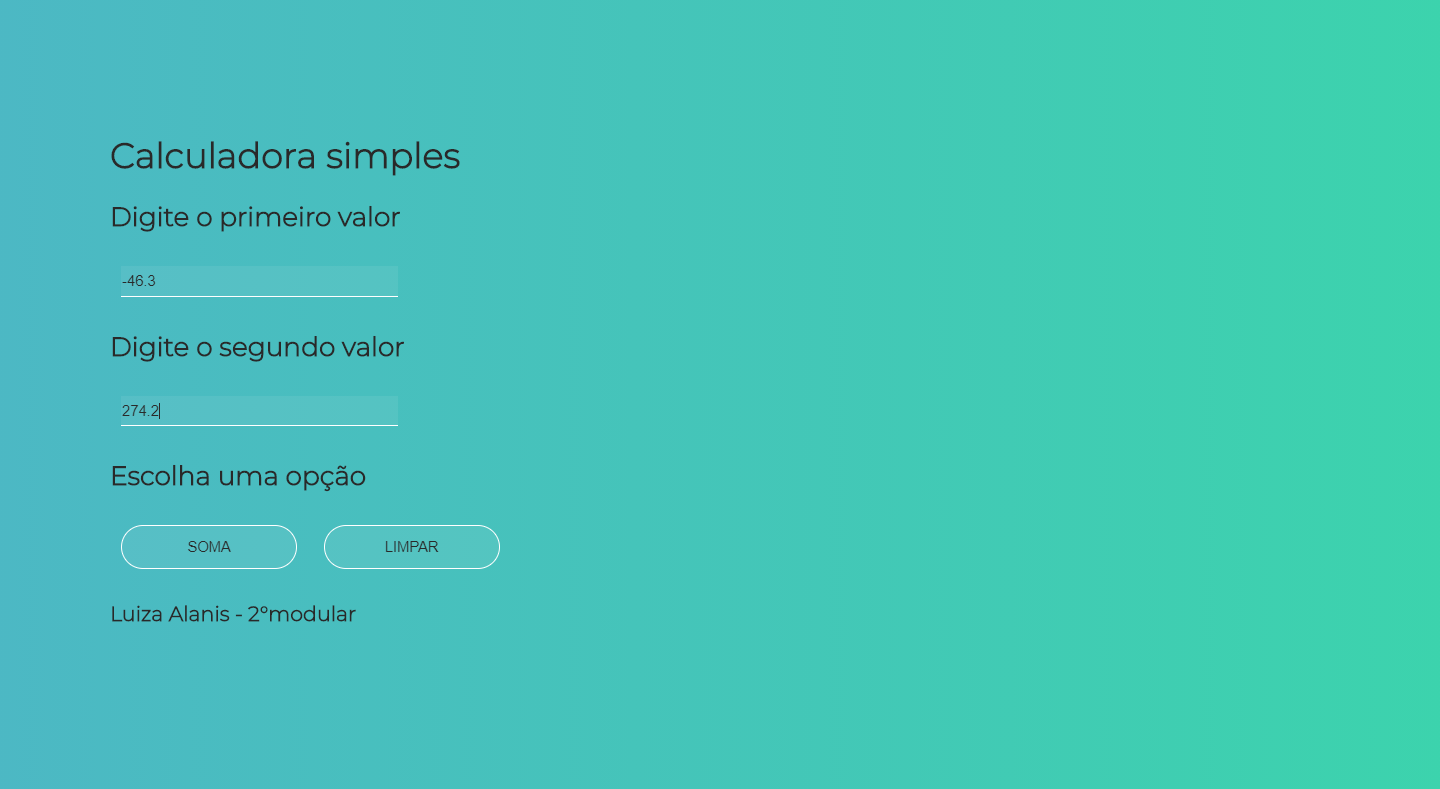 Calculadora simples
Digite o primeiro valor
-46.3
Digite o segundo valor
274.2
Escolha uma opção
SOMA LIMPAR
Luiza Alanis - 2°modular